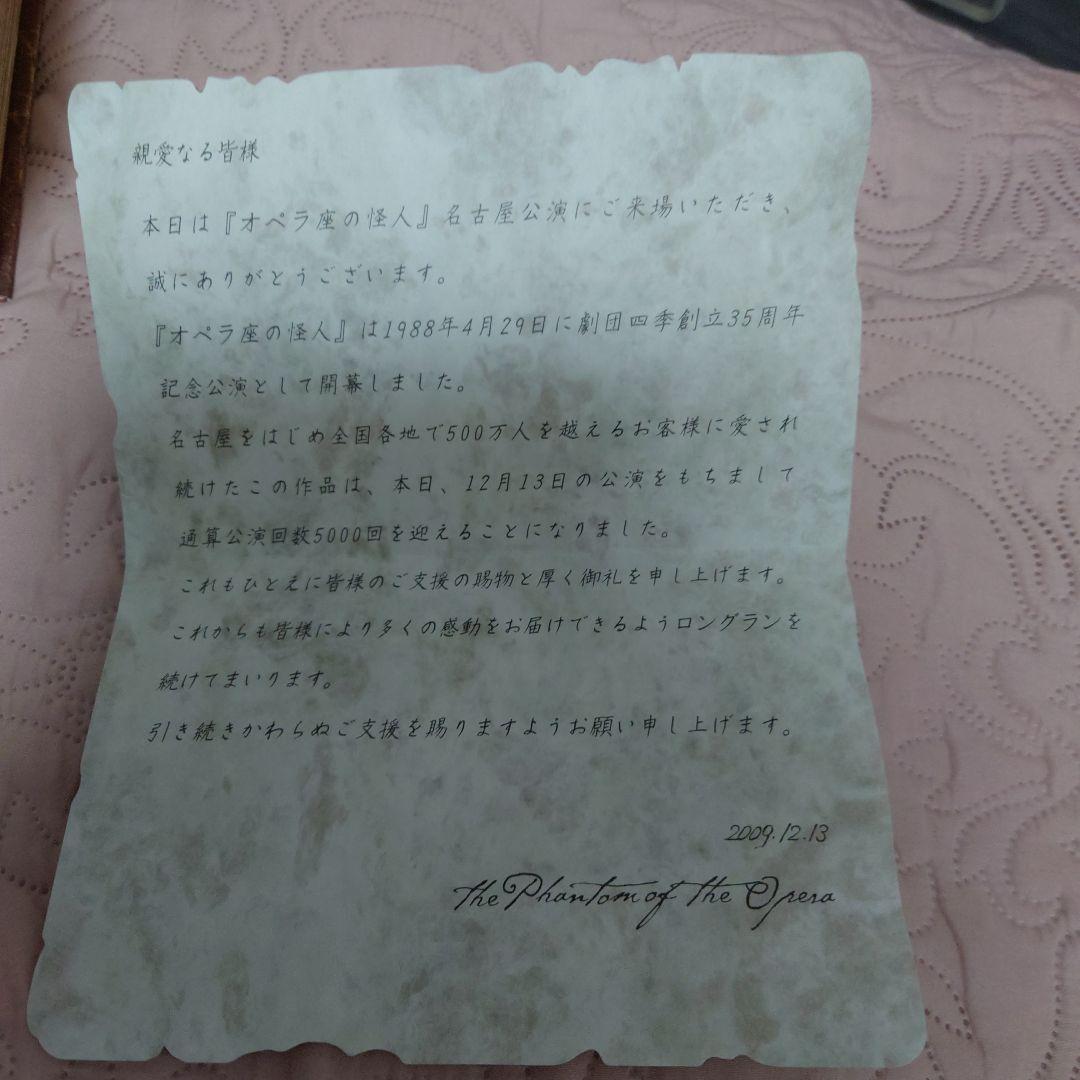 親愛なる皆様
本日は『オペラ座の怪人』名古屋公演にご来場いただき、
誠にありがとうございます。
『オペラ座の怪人』は1988年4月29日に劇団四季創立35周年
記念公演として開幕しました。
名古屋をはじめ全国各地で500万人を越えるお客様に愛され
続けたこの作品は、本日、12月13日の公演をもちまして
通算公演回数5000回を迎えることになりました。
これもひとえに皆様のご支援の賜物と厚く御礼を申し上げます。
これからも皆様により多くの感動をお届けできるようロングランを
続けてまいります。
引き続きかわらぬご支援を賜りますようお願い申し上げます。
2009.12.13
the Phantom of the Opera